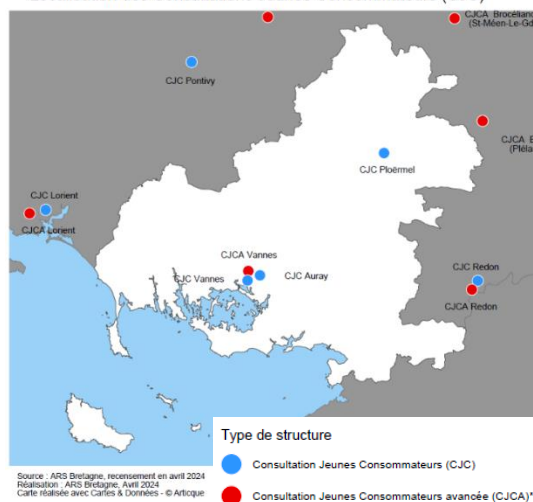 CJCA Brocélian
(St-Méen-Le-Gd
CJC Pontivy
CJCA B
(Pléla
CJC Ploërmel
CJC Lorient
CJCA Lorient
CJCA Vannes
CJC Vannes
CJC Auray
CJC Redon
CJCA Redon
Type de structure
Consultation Jeunes Consommateurs (CJC)
Consultation Jeunes Consommateurs avancée (CJCA)*
Source : ARS Bretagne, recensement en avril 2024
Réalisation : ARS Bretagne, Avril 2024
Carte réalisée avec Cartes & Données - © Articque